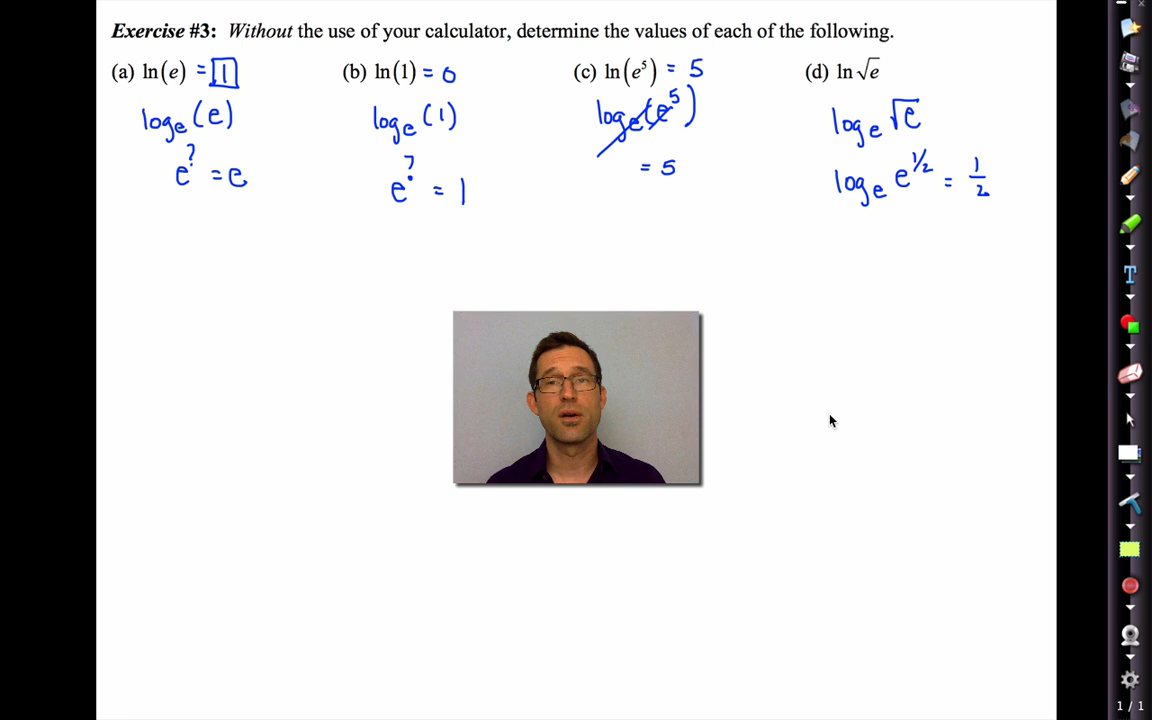 Exercise #3: Without the use of your calculator, determine the values of each of the following.
(a) ln(e) = 1
(b) ln(1) = 0
(c) ln(e⁵) = 5
(d) ln √e
logₑ(e)
logₑ(1)
logₑ(e⁵)
logₑ √e
e^? = e
e^? = 1
= 5
logₑ e^1/2 = 1/2
T
1 / 1